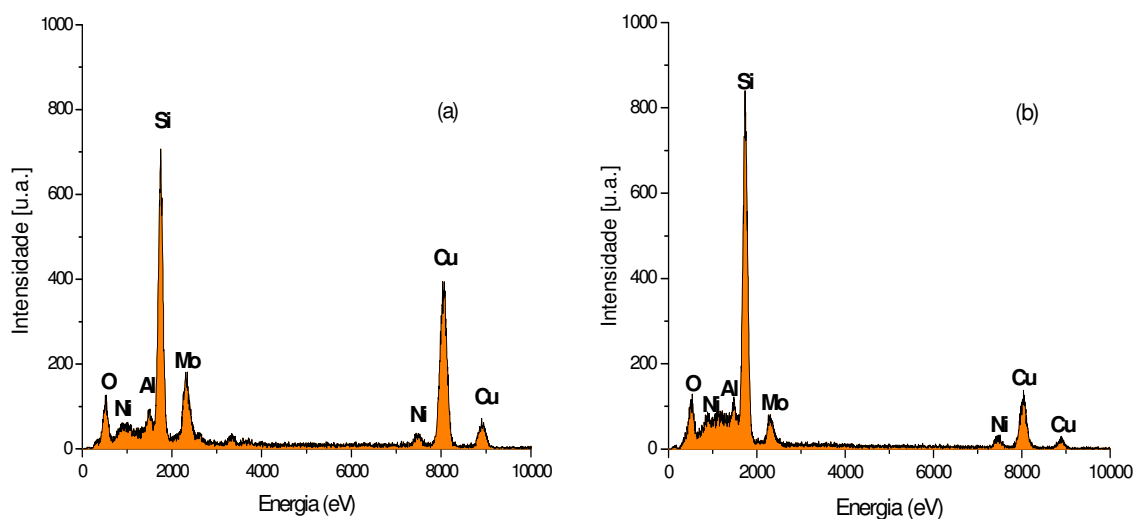 1000
800
600
400
200
0
Intensidade [u.a.]
0 2000 4000 6000 8000 10000
Energia (eV)
(a)
O
Ni
Al
Si
Mo
Ni
Cu
Cu
1000
800
600
400
200
0
Intensidade [u.a.]
0 2000 4000 6000 8000 10000
Energia (eV)
(b)
O
Ni
Al
Si
Mo
Ni
Cu
Cu